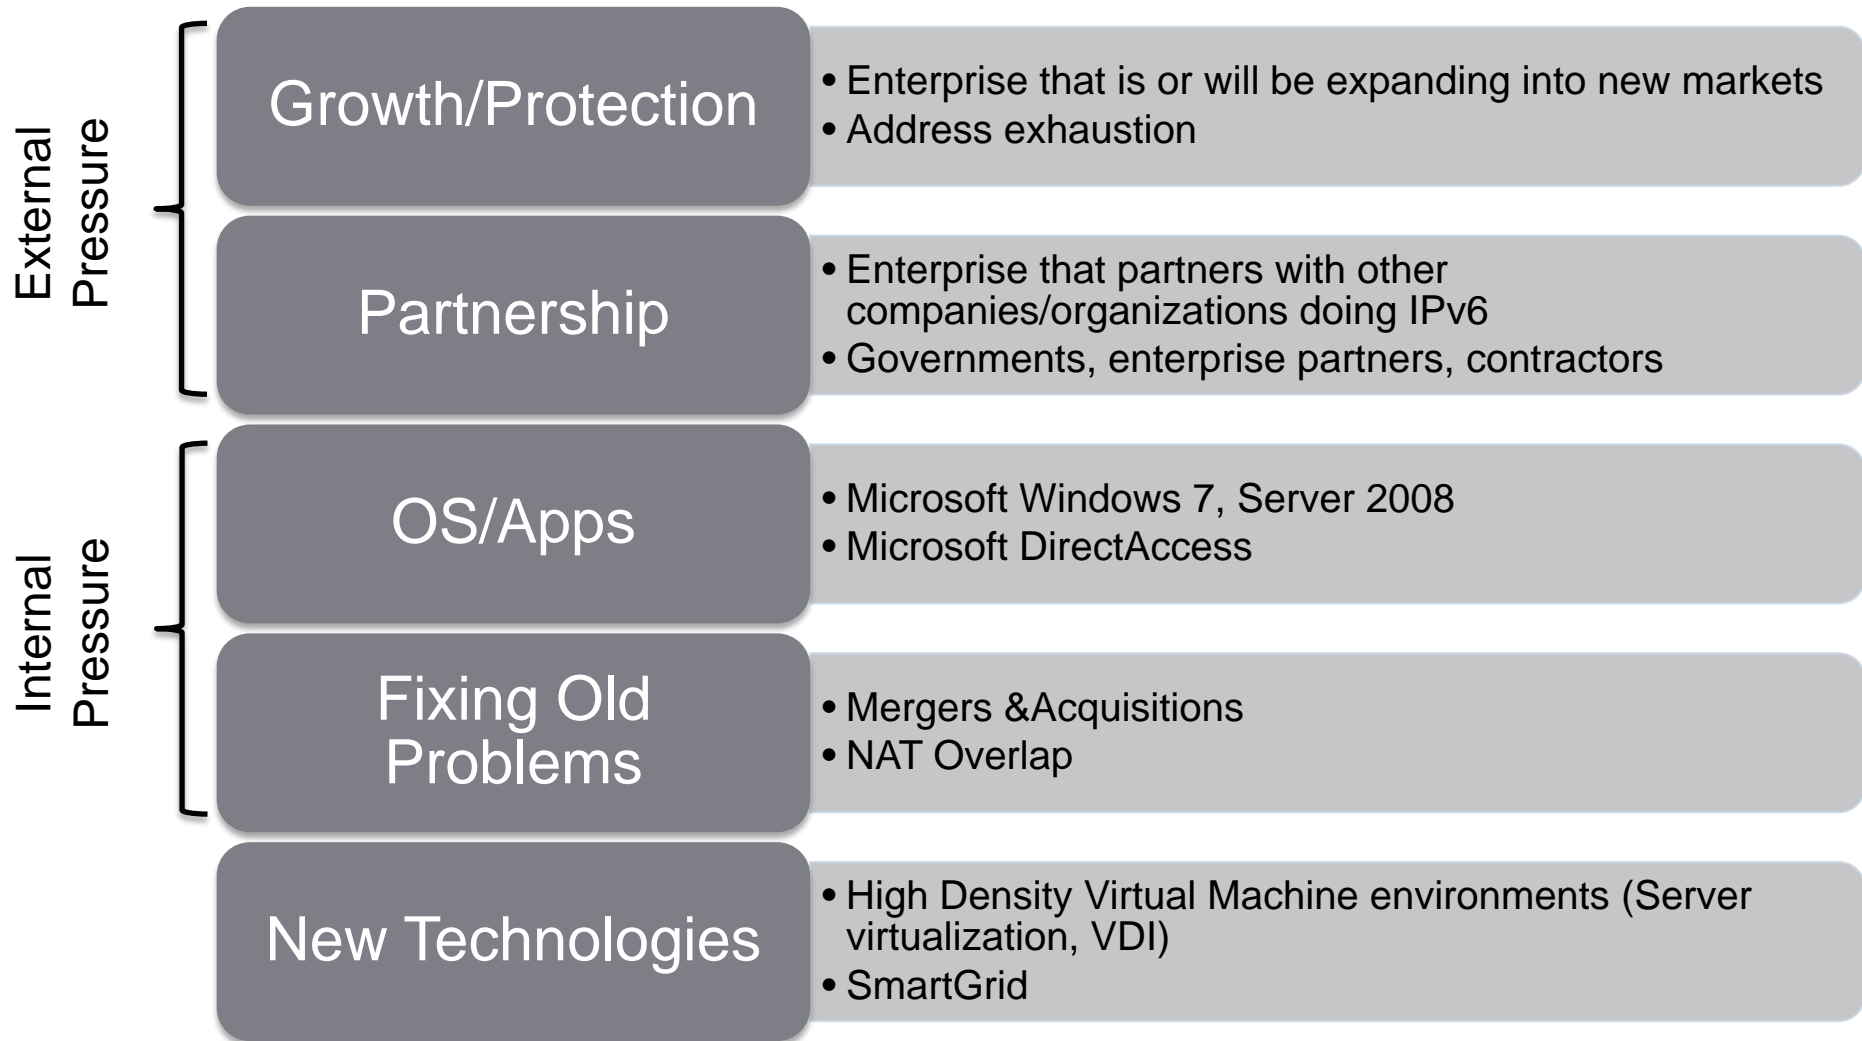 External
Pressure
Growth/Protection
• Enterprise that is or will be expanding into new markets
• Address exhaustion
Partnership
• Enterprise that partners with other
companies/organizations doing IPv6
• Governments, enterprise partners, contractors
Internal
Pressure
OS/Apps
• Microsoft Windows 7, Server 2008
• Microsoft DirectAccess
Fixing Old
Problems
• Mergers &Acquisitions
• NAT Overlap
New Technologies
• High Density Virtual Machine environments (Server
virtualization, VDI)
• SmartGrid